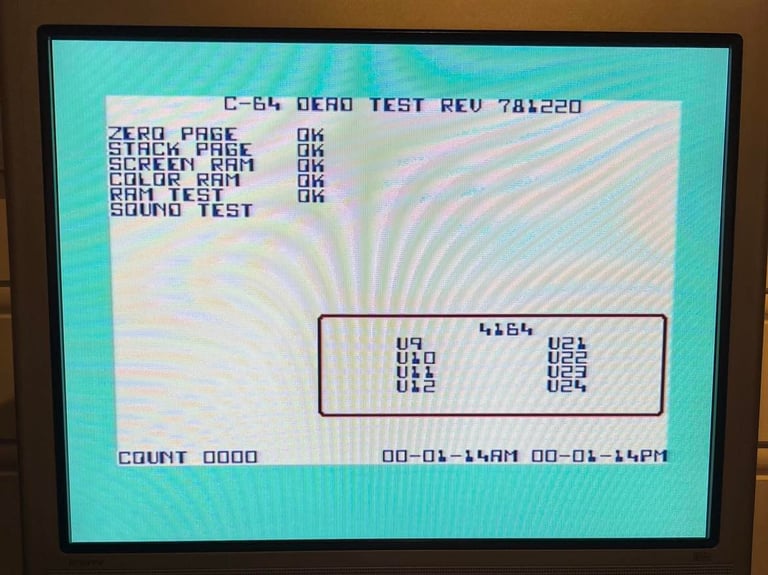 C-64 DEAD TEST REV 781220
ZERO PAGE OK
STACK PAGE OK
SCREEN RAM OK
COLOR RAM OK
RAM TEST OK
SOUND TEST
4164
U9 U21
U10 U22
U11 U23
U12 U24
COUNT 0000 00-01-14AM 00-01-14PM